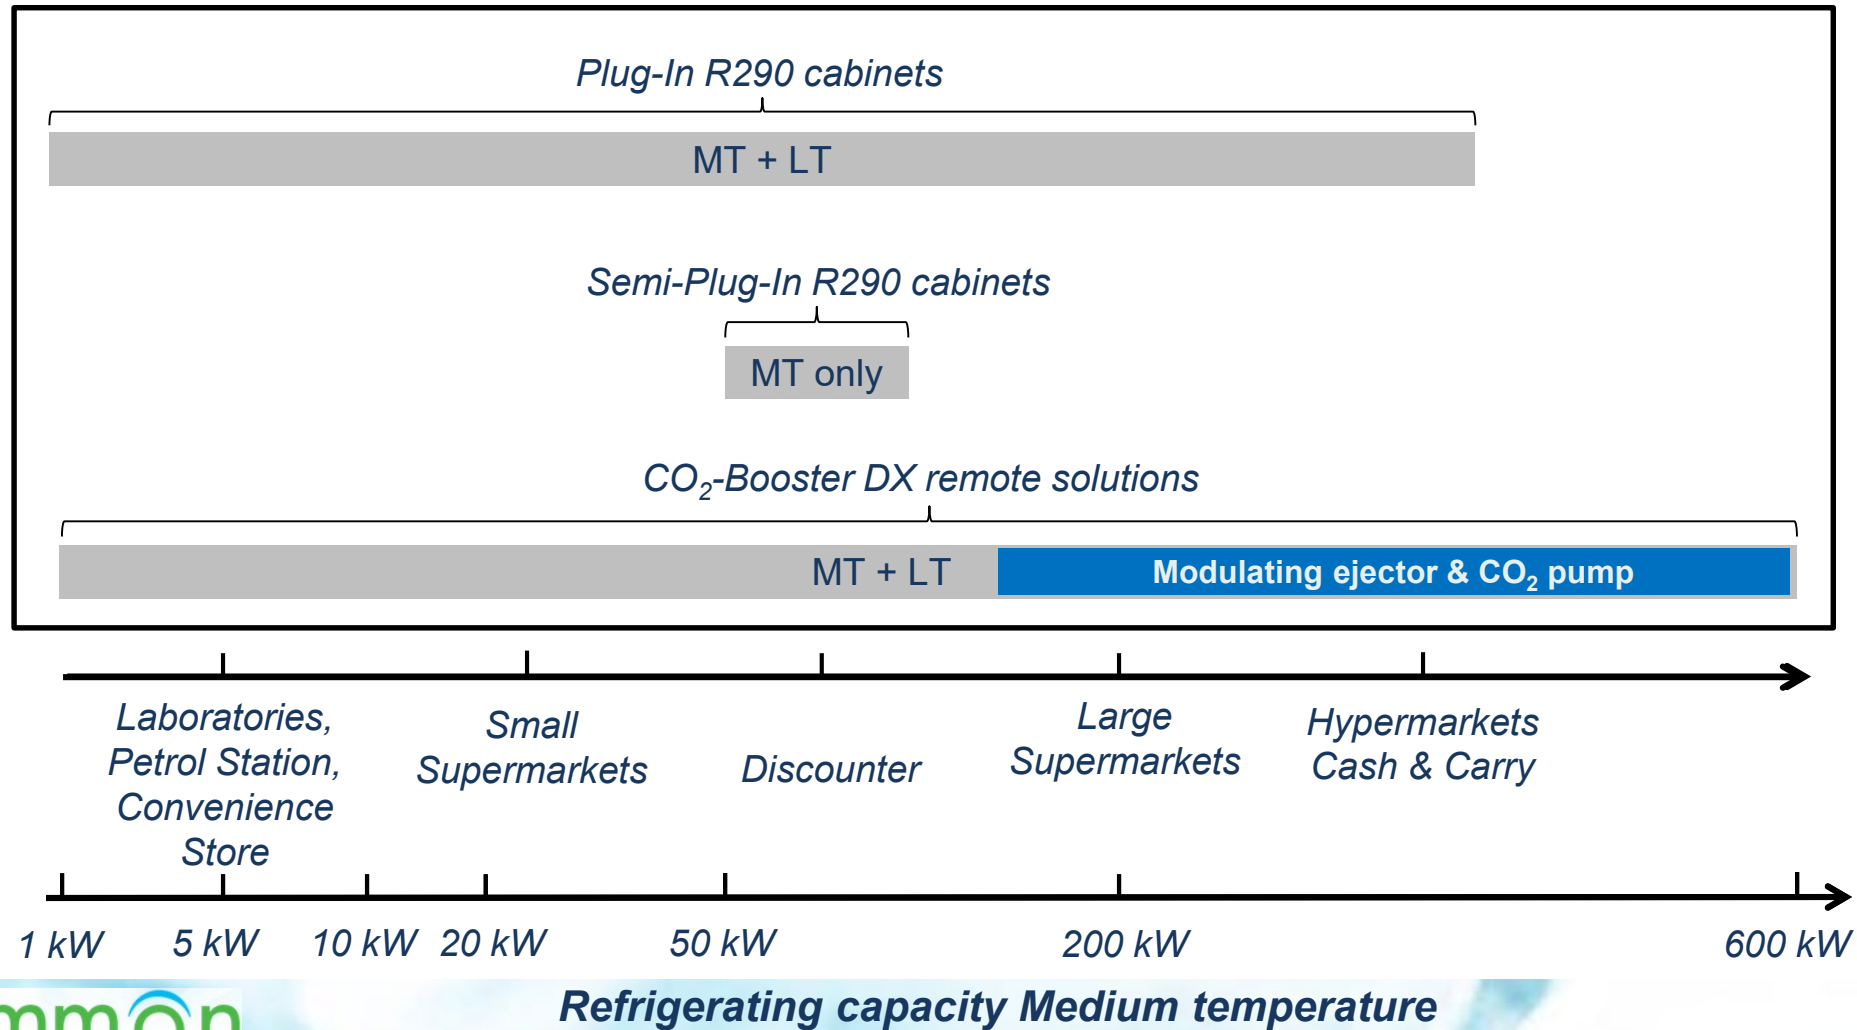 Plug-In R290 cabinets
MT + LT
Semi-Plug-In R290 cabinets
MT only
CO₂-Booster DX remote solutions
MT + LT
Modulating ejector & CO₂ pump
Laboratories,
Petrol Station,
Convenience
Store
Small
Supermarkets
Discounter
Large
Supermarkets
Hypermarkets
Cash & Carry
1 kW
5 kW
10 kW
20 kW
50 kW
200 kW
600 kW
Refrigerating capacity Medium temperature